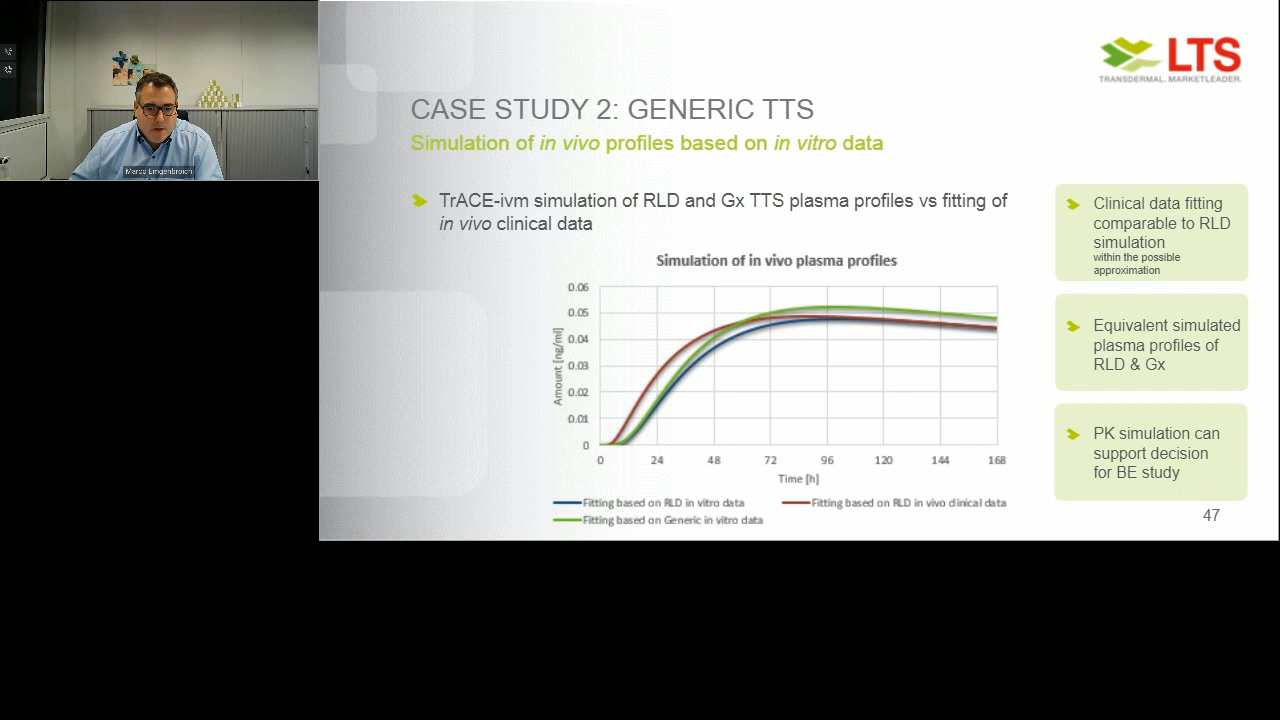 Marco Emgenbroich
LTS
TRANSDERMAL. MARKETLEADER.
CASE STUDY 2: GENERIC TTS
Simulation of in vivo profiles based on in vitro data
TrACE-ivm simulation of RLD and Gx TTS plasma profiles vs fitting of
in vivo clinical data
Simulation of in vivo plasma profiles
0.06
0.05
0.04
0.03
0.02
0.01
0
Amount [ng/ml]
0 24 48 72 96 120 144 168
Time [h]
Fitting based on RLD in vitro data
Fitting based on RLD in vivo clinical data
Fitting based on Generic in vitro data
Clinical data fitting
comparable to RLD
simulation
within the possible
approximation
Equivalent simulated
plasma profiles of
RLD & Gx
PK simulation can
support decision
for BE study
47